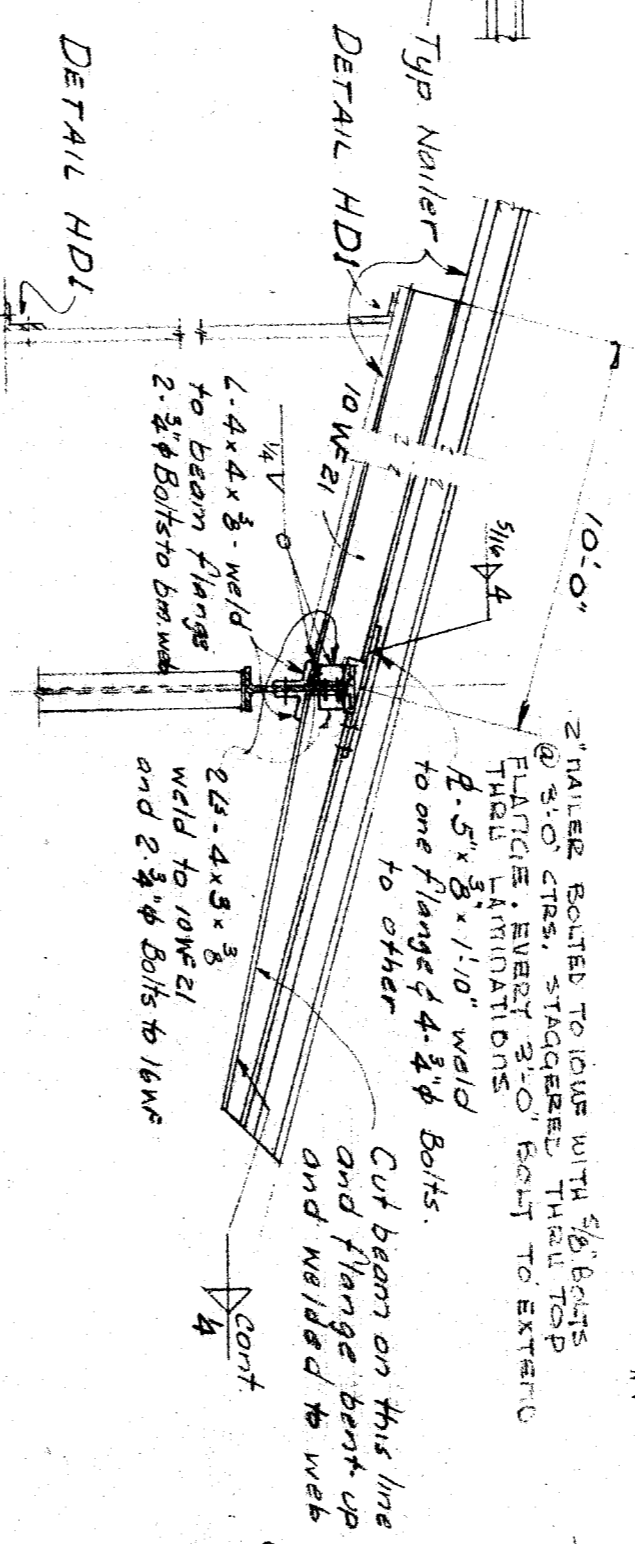 2" NAILER BOLTED TO 10WF WITH 5/8" BOLTS
@ 3'-0" CTRS. STAGGERED THRU TOP
FLANGE. EVERY 3'-0" BOLT TO EXTEND
THRU LAMINATIONS
10'-0"
5/16 4
PL-5"x3/8"x1'-10" weld
to one flange & 4-3/4"ϕ Bolts.
to other
Typ. Nailer
DETAIL HD1
10 WF 21
Cut beam on this line
and flange bent-up
and welded to web
Cont.
1/4
1/4
L-4x4x3/8-weld
to beam flange
2-3/4"ϕ Bolts to bm. web
2 Ls-4x3x3/8
weld to 10WF21
and 2-3/4"ϕ Bolts to 16WF
DETAIL HD1